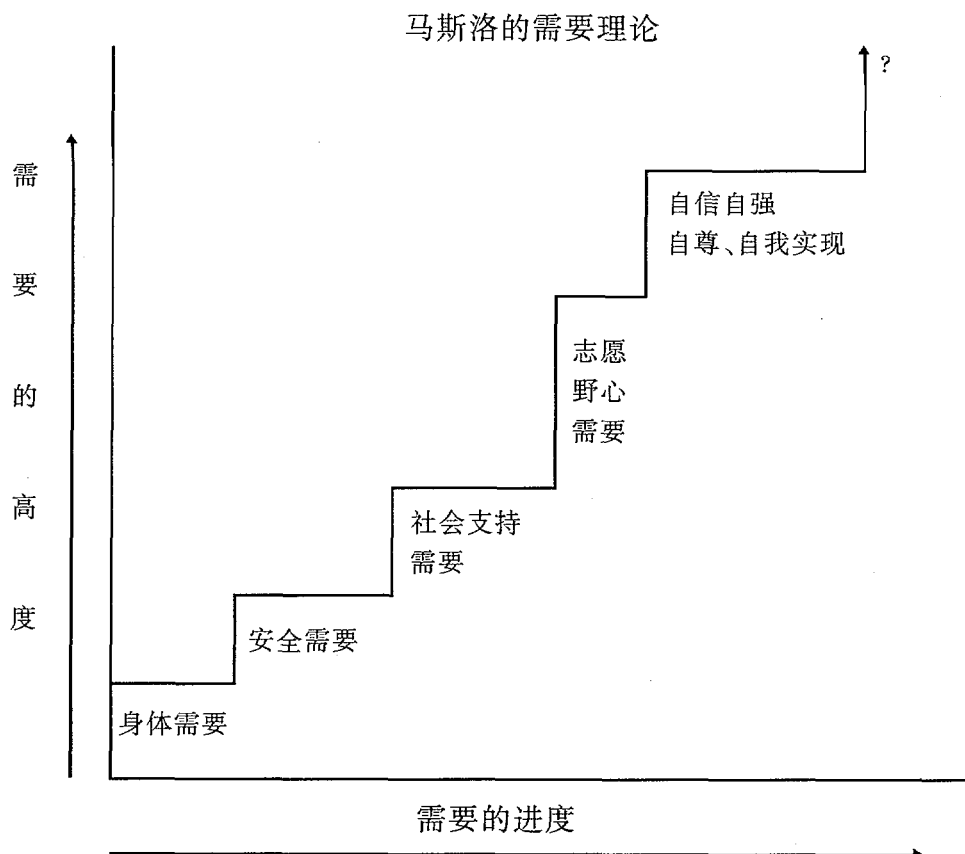 马斯洛的需要理论
?
需要的高度
自信自强
自尊、自我实现
志愿
野心
需要
社会支持
需要
安全需要
身体需要
需要的进度